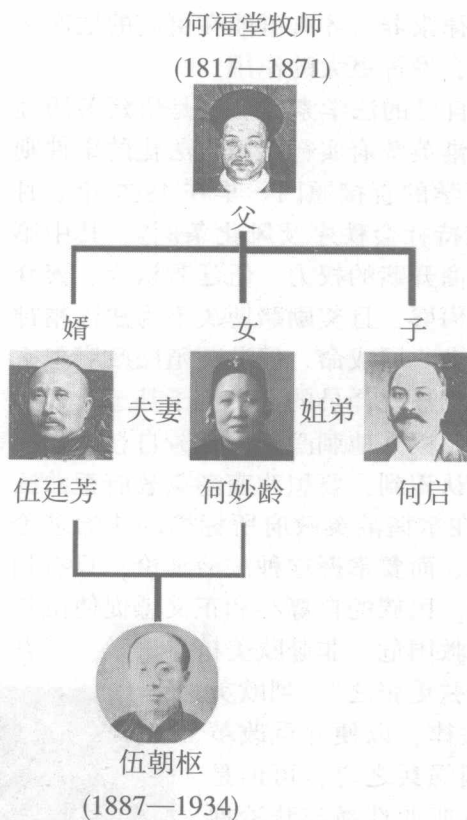 何福堂牧师
(1817—1871)
父
婿 女 子
夫妻 姐弟
伍廷芳 何妙龄 何启
伍朝枢
(1887—1934)